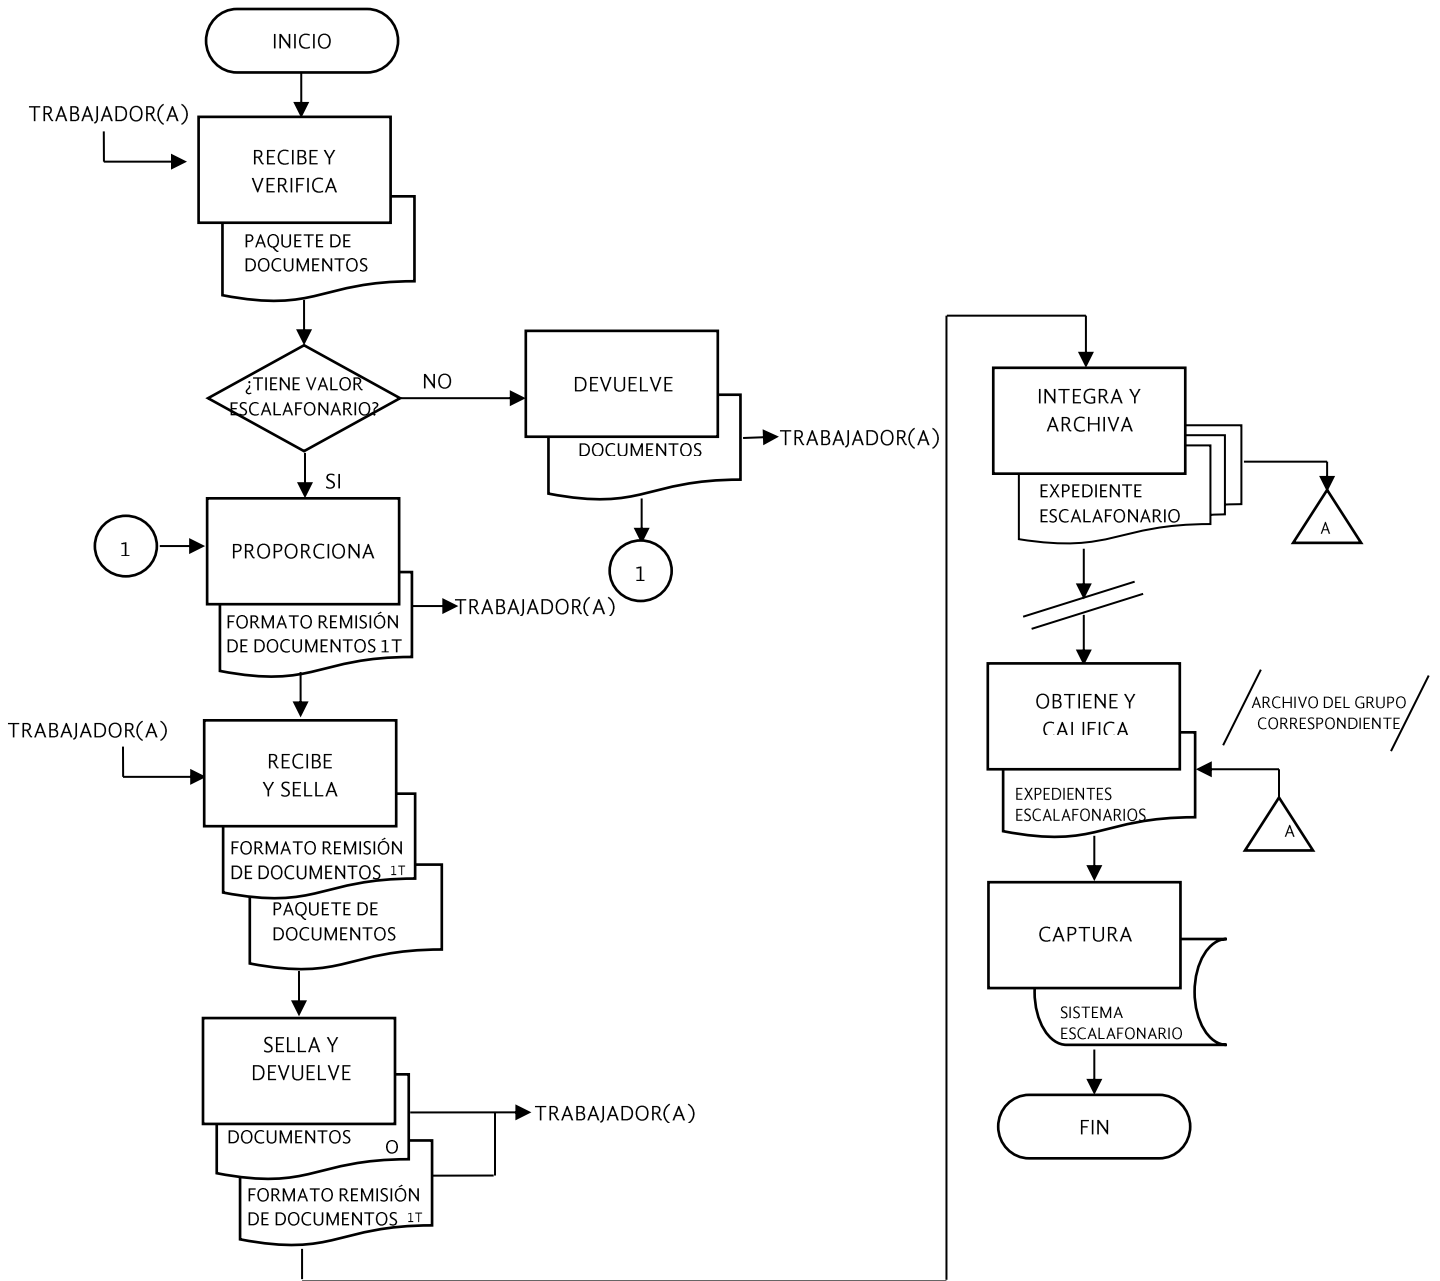 INICIO
TRABAJADOR(A)
RECIBE Y
VERIFICA
PAQUETE DE
DOCUMENTOS
¿TIENE VALOR
ESCALAFONARIO?
NO
DEVUELVE
DOCUMENTOS
TRABAJADOR(A)
1
SI
1
PROPORCIONA
FORMATO REMISIÓN
DE DOCUMENTOS 1T
TRABAJADOR(A)
TRABAJADOR(A)
RECIBE
Y SELLA
FORMATO REMISIÓN
DE DOCUMENTOS 1T
PAQUETE DE
DOCUMENTOS
SELLA Y
DEVUELVE
DOCUMENTOS
O
TRABAJADOR(A)
FORMATO REMISIÓN
DE DOCUMENTOS 1T
INTEGRA Y
ARCHIVA
EXPEDIENTE
ESCALAFONARIO
A
OBTIENE Y
CALIFICA
ARCHIVO DEL GRUPO
CORRESPONDIENTE
EXPEDIENTES
ESCALAFONARIOS
A
CAPTURA
SISTEMA
ESCALAFONARIO
FIN